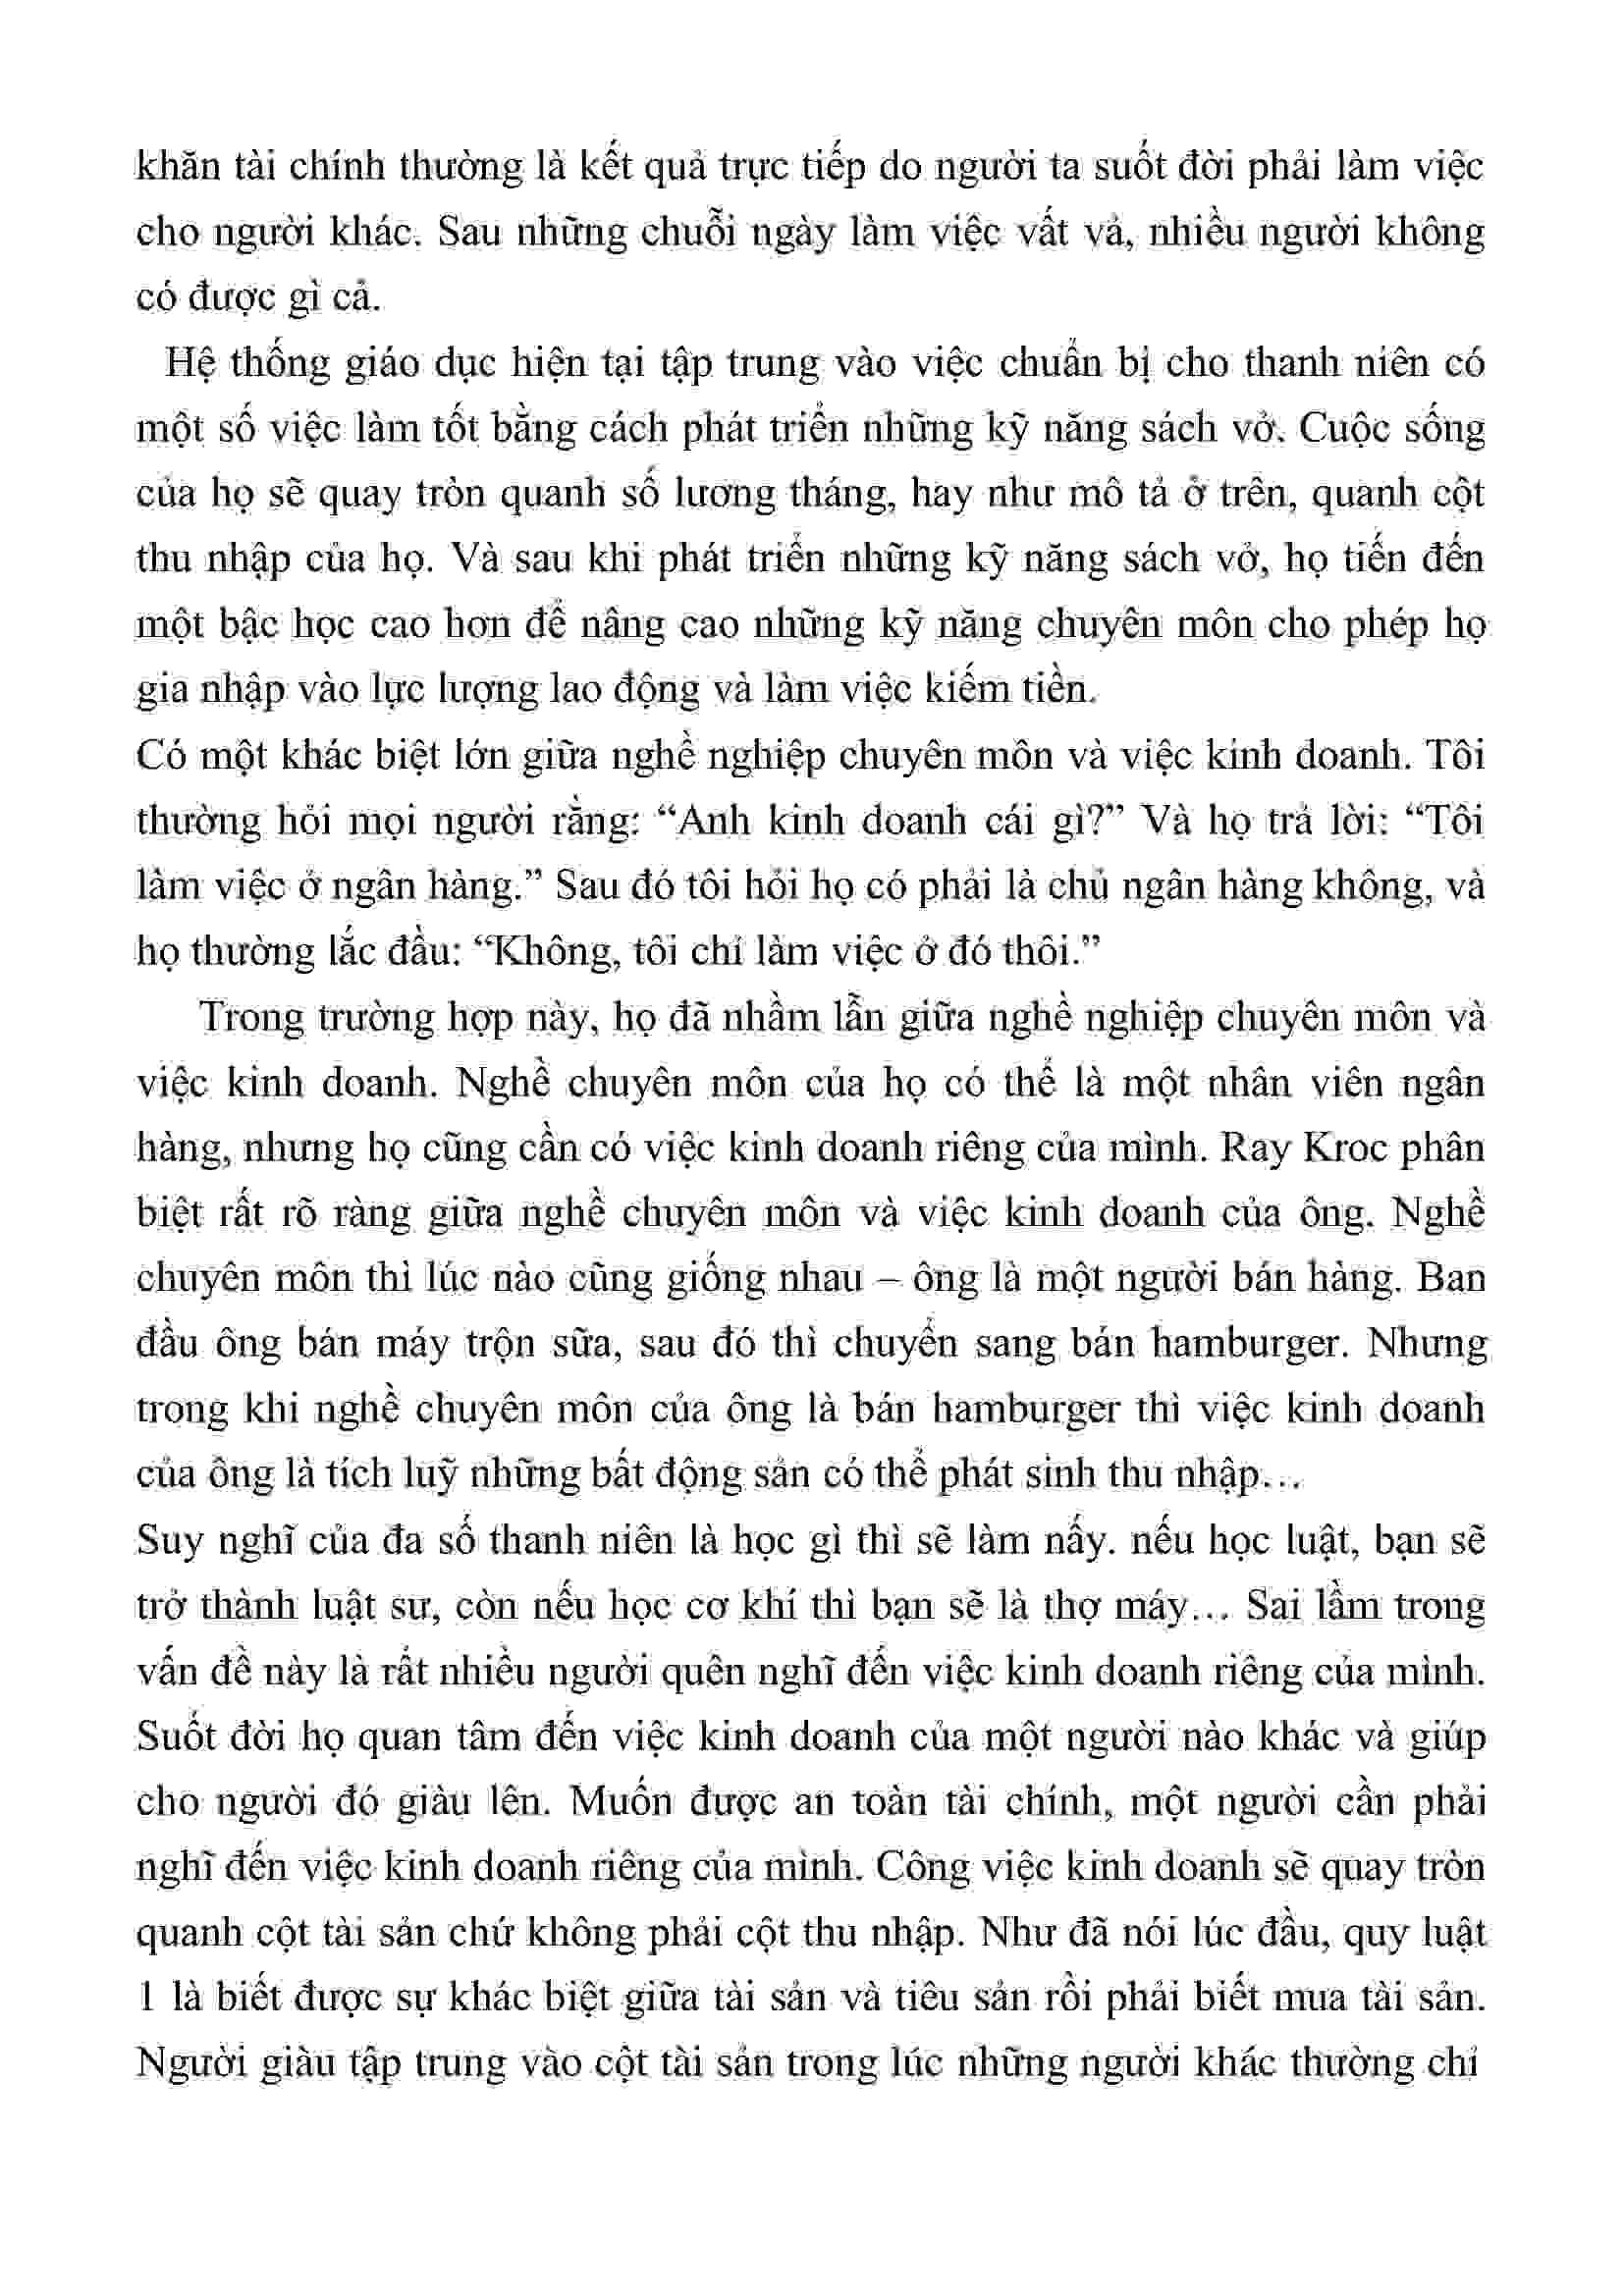 khăn tài chính thường là kết quả trực tiếp do người ta suốt đời phải làm việc
cho người khác. Sau những chuỗi ngày làm việc vất vả, nhiều người không
có được gì cả.
Hệ thống giáo dục hiện tại tập trung vào việc chuẩn bị cho thanh niên có
một số việc làm tốt bằng cách phát triển những kỹ năng sách vở. Cuộc sống
của họ sẽ quay tròn quanh số lương tháng, hay như mô tả ở trên, quanh cột
thu nhập của họ. Và sau khi phát triển những kỹ năng sách vở, họ tiến đến
một bậc học cao hơn để nâng cao những kỹ năng chuyên môn cho phép họ
gia nhập vào lực lượng lao động và làm việc kiếm tiền.
Có một khác biệt lớn giữa nghề nghiệp chuyên môn và việc kinh doanh. Tôi
thường hỏi mọi người rằng: “Anh kinh doanh cái gì?” Và họ trả lời: “Tôi
làm việc ở ngân hàng.” Sau đó tôi hỏi họ có phải là chủ ngân hàng không, và
họ thường lắc đầu: “Không, tôi chỉ làm việc ở đó thôi.”
Trong trường hợp này, họ đã nhầm lẫn giữa nghề nghiệp chuyên môn và
việc kinh doanh. Nghề chuyên môn của họ có thể là một nhân viên ngân
hàng, nhưng họ cũng cần có việc kinh doanh riêng của mình. Ray Kroc phân
biệt rất rõ ràng giữa nghề chuyên môn và việc kinh doanh của ông. Nghề
chuyên môn thì lúc nào cũng giống nhau – ông là một người bán hàng. Ban
đầu ông bán máy trộn sữa, sau đó thì chuyển sang bán hamburger. Nhưng
trong khi nghề chuyên môn của ông là bán hamburger thì việc kinh doanh
của ông là tích luỹ những bất động sản có thể phát sinh thu nhập…
Suy nghĩ của đa số thanh niên là học gì thì sẽ làm nấy. nếu học luật, bạn sẽ
trở thành luật sư, còn nếu học cơ khí thì bạn sẽ là thợ máy… Sai lầm trong
vấn đề này là rất nhiều người quên nghĩ đến việc kinh doanh riêng của mình.
Suốt đời họ quan tâm đến việc kinh doanh của một người nào khác và giúp
cho người đó giàu lên. Muốn được an toàn tài chính, một người cần phải
nghĩ đến việc kinh doanh riêng của mình. Công việc kinh doanh sẽ quay tròn
quanh cột tài sản chứ không phải cột thu nhập. Như đã nói lúc đầu, quy luật
1 là biết được sự khác biệt giữa tài sản và tiêu sản rồi phải biết mua tài sản.
Người giàu tập trung vào cột tài sản trong lúc những người khác thường chỉ